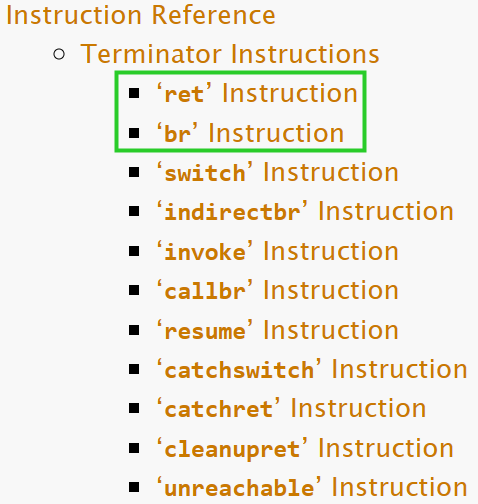 Instruction Reference
Terminator Instructions
‘ret’ Instruction
‘br’ Instruction
‘switch’ Instruction
‘indirectbr’ Instruction
‘invoke’ Instruction
‘callbr’ Instruction
‘resume’ Instruction
‘catchswitch’ Instruction
‘catchret’ Instruction
‘cleanupret’ Instruction
‘unreachable’ Instruction